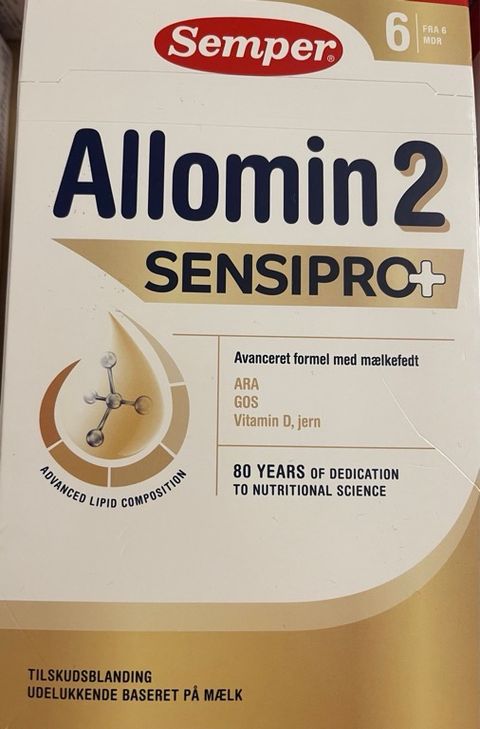 Semper®
6 FRA 6
MDR
Allomin 2
SENSIPRO+
Avanceret formel med mælkefedt
ARA
GOS
Vitamin D, jern
ADVANCED LIPID COMPOSITION
80 YEARS OF DEDICATION
TO NUTRITIONAL SCIENCE
TILSKUDSBLANDING
UDELUKKENDE BASERET PÅ MÆLK